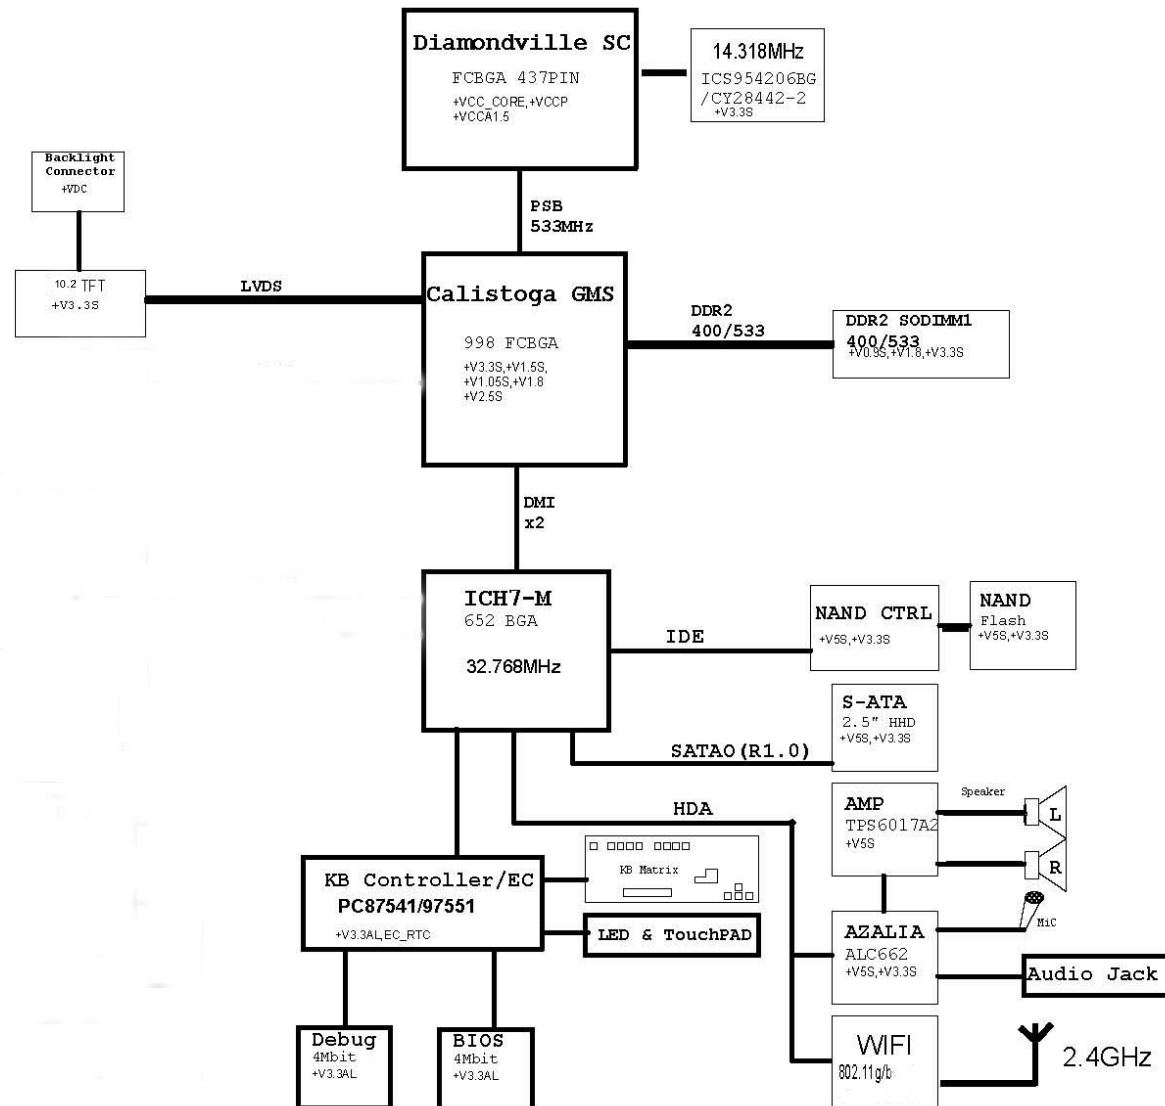 Diamondville SC
FCBGA 437PIN
+VCC_CORE,+VCCP
+VCCA1.5
14.318MHz
ICS954206BG
/CY28442-2
+V3.3S
Backlight
Connector
+VDC
PSB
533MHz
10.2 TFT
+V3.3S
LVDS
Calistoga GMS
998 FCBGA
+V3.3S,+V1.5S,
+V1.05S,+V1.8
+V2.5S
DDR2
400/533
DDR2 SODIMM1
400/533
+V0.9S,+V1.8,+V3.3S
DMI
x2
ICH7-M
652 BGA
32.768MHz
IDE
NAND CTRL
+V5S,+V3.3S
NAND
Flash
+V5S,+V3.3S
S-ATA
2.5" HHD
+V5S,+V3.3S
SATAO(R1.0)
HDA
AMP
TPS6017A2
+V5S
Speaker
L
R
KB Matrix
KB Controller/EC
PC87541/97551
+V3.3AL,EC_RTC
LED & TouchPAD
AZALIA
ALC662
+V5S,+V3.3S
MiC
Audio Jack
Debug
4Mbit
+V3.3AL
BIOS
4Mbit
+V3.3AL
WIFI
802.11g/b
2.4GHz